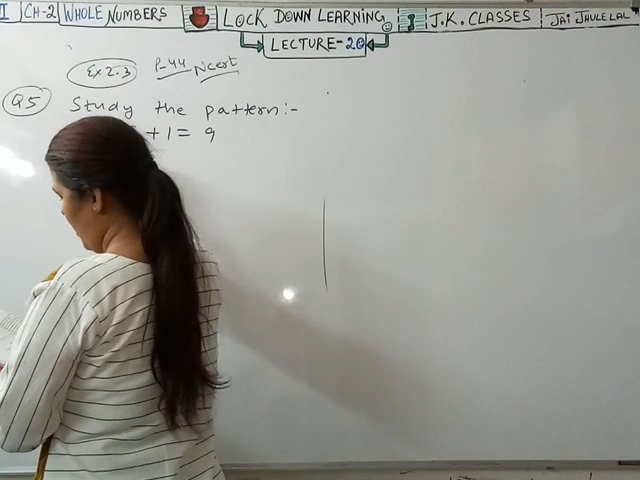 II CH-2 WHOLE NUMBERS LOCK DOWN LEARNING J.K. CLASSES JAI JHULELAL
LECTURE-20
Ex 2.3 P-44 Ncert
Q5 Study the pattern:-
+ 1 = 9